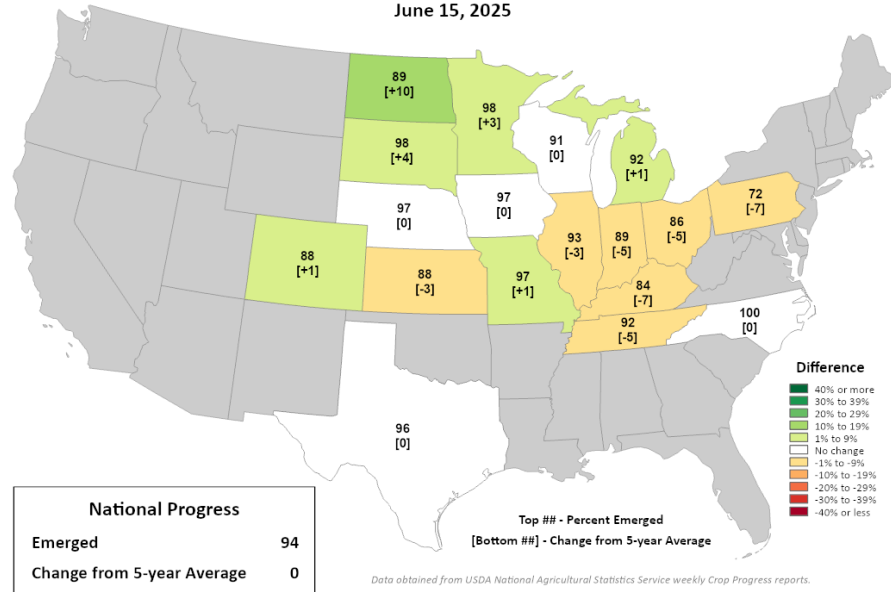 June 15, 2025
89
[+10]
98
[+3]
91
[0]
98
[+4]
92
[+1]
97
[0]
97
[0]
72
[-7]
93
[-3]
89
[-5]
86
[-5]
88
[+1]
88
[-3]
97
[+1]
84
[-7]
92
[-5]
100
[0]
96
[0]
Difference
40% or more
30% to 39%
20% to 29%
10% to 19%
1% to 9%
No change
-1% to -9%
-10% to -19%
-20% to -29%
-30% to -39%
-40% or less
National Progress
Emerged 94
Change from 5-year Average 0
Top ## - Percent Emerged
[Bottom ##] - Change from 5-year Average
Data obtained from USDA National Agricultural Statistics Service weekly Crop Progress reports.